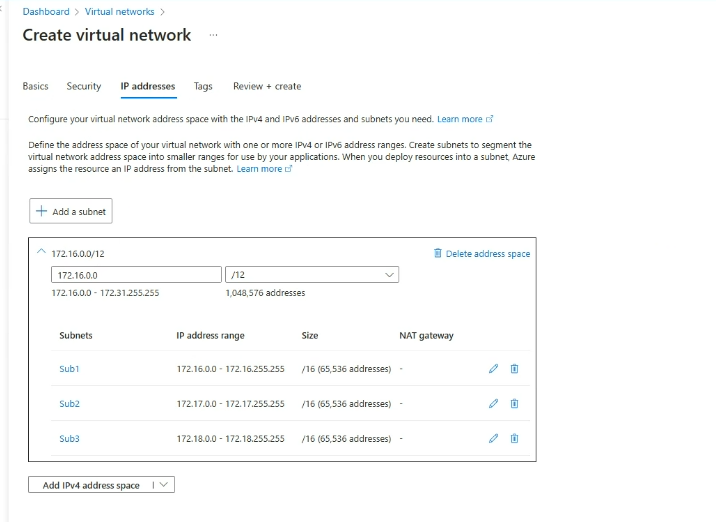 Dashboard > Virtual networks >
Create virtual network ...
Basics Security IP addresses Tags Review + create
Configure your virtual network address space with the IPv4 and IPv6 addresses and subnets you need. Learn more
Define the address space of your virtual network with one or more IPv4 or IPv6 address ranges. Create subnets to segment the
virtual network address space into smaller ranges for use by your applications. When you deploy resources into a subnet, Azure
assigns the resource an IP address from the subnet. Learn more
+ Add a subnet
172.16.0.0/12 Delete address space
172.16.0.0 /12
172.16.0.0 - 172.31.255.255 1,048,576 addresses
Subnets IP address range Size NAT gateway
Sub1 172.16.0.0 - 172.16.255.255 /16 (65,536 addresses) -
Sub2 172.17.0.0 - 172.17.255.255 /16 (65,536 addresses) -
Sub3 172.18.0.0 - 172.18.255.255 /16 (65,536 addresses) -
Add IPv4 address space